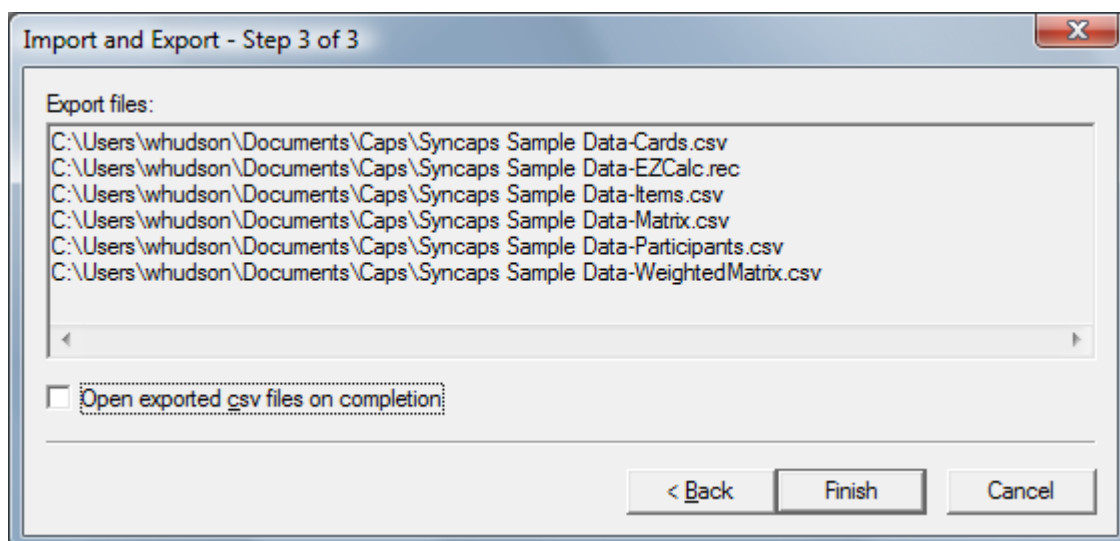 Import and Export - Step 3 of 3
Export files:
C:\Users\whudson\Documents\Caps\Syncaps Sample Data-Cards.csv
C:\Users\whudson\Documents\Caps\Syncaps Sample Data-EZCalc.rec
C:\Users\whudson\Documents\Caps\Syncaps Sample Data-Items.csv
C:\Users\whudson\Documents\Caps\Syncaps Sample Data-Matrix.csv
C:\Users\whudson\Documents\Caps\Syncaps Sample Data-Participants.csv
C:\Users\whudson\Documents\Caps\Syncaps Sample Data-WeightedMatrix.csv
Open exported csv files on completion
< Back Finish Cancel